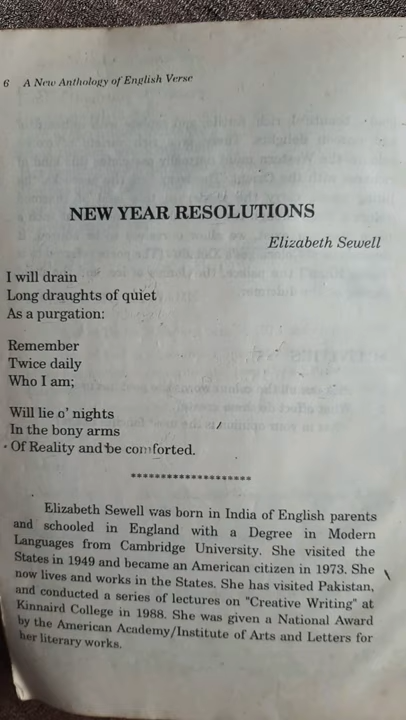 6 A New Anthology of English Verse
NEW YEAR RESOLUTIONS
Elizabeth Sewell
I will drain
Long draughts of quiet
As a purgation:
Remember
Twice daily
Who I am;
Will lie o' nights
In the bony arms
Of Reality and be comforted.
********************
Elizabeth Sewell was born in India of English parents
and schooled in England with a Degree in Modern
Languages from Cambridge University. She visited the
States in 1949 and became an American citizen in 1973. She
now lives and works in the States. She has visited Pakistan,
and conducted a series of lectures on "Creative Writing" at
Kinnaird College in 1988. She was given a National Award
by the American Academy/Institute of Arts and Letters for
her literary works.